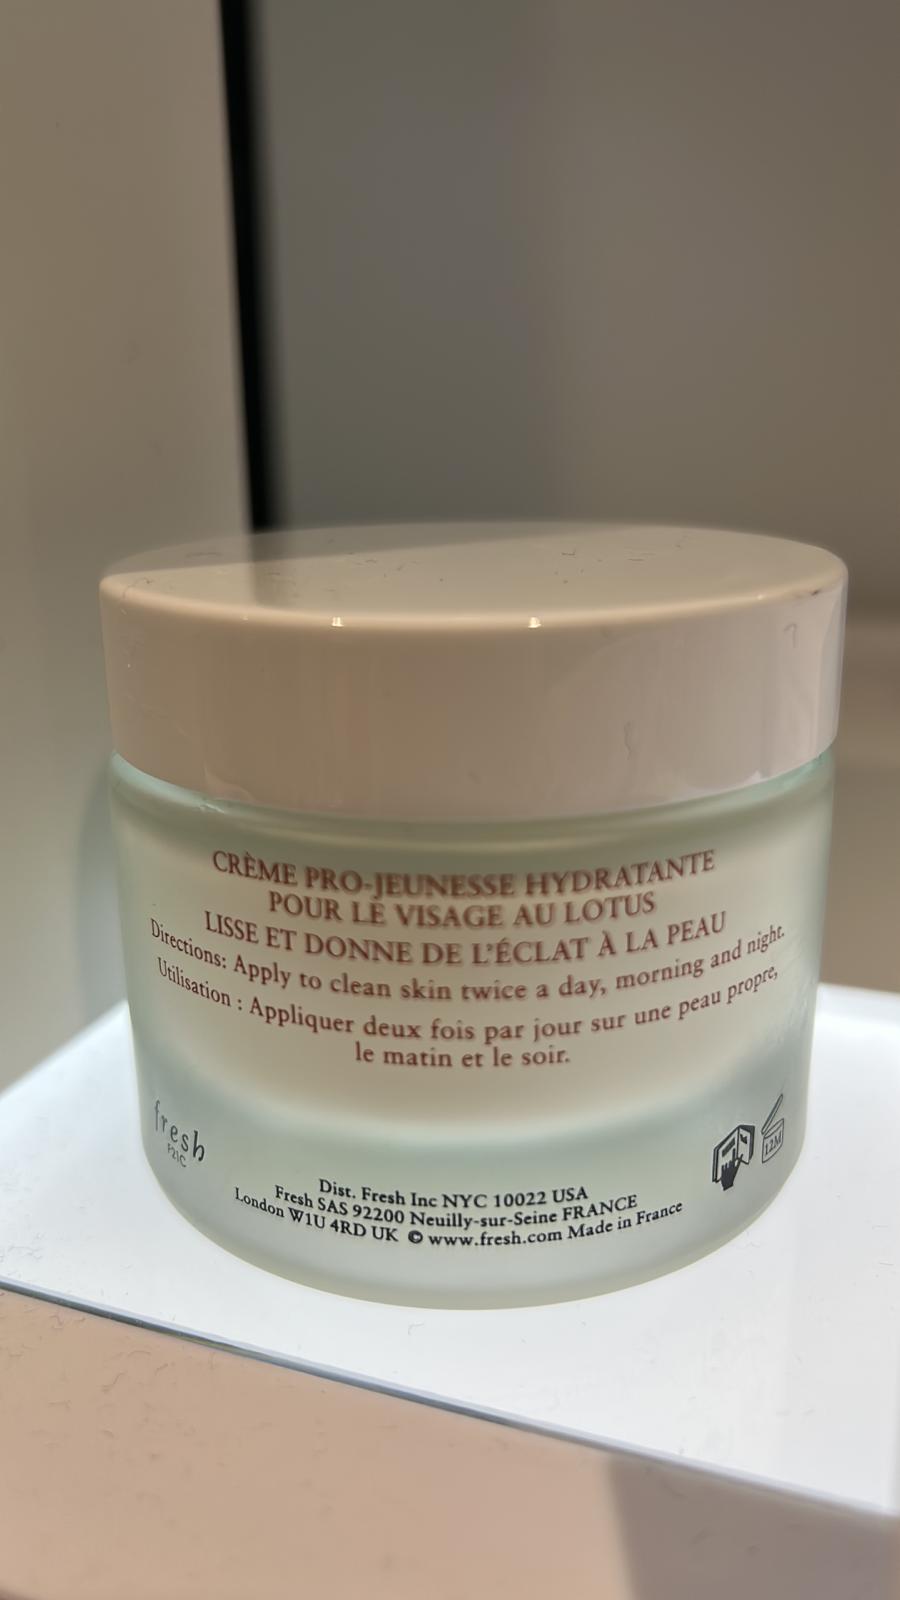 CRÈME PRO-JEUNESSE HYDRATANTE
POUR LE VISAGE AU LOTUS
LISSE ET DONNE DE L'ÉCLAT À LA PEAU
Directions: Apply to clean skin twice a day, morning and night.
Utilisation : Appliquer deux fois par jour sur une peau propre,
le matin et le soir.
fresh
F21C
12M
Dist. Fresh Inc NYC 10022 USA
Fresh SAS 92200 Neuilly-sur-Seine FRANCE
London W1U 4RD UK © www.fresh.com Made in France